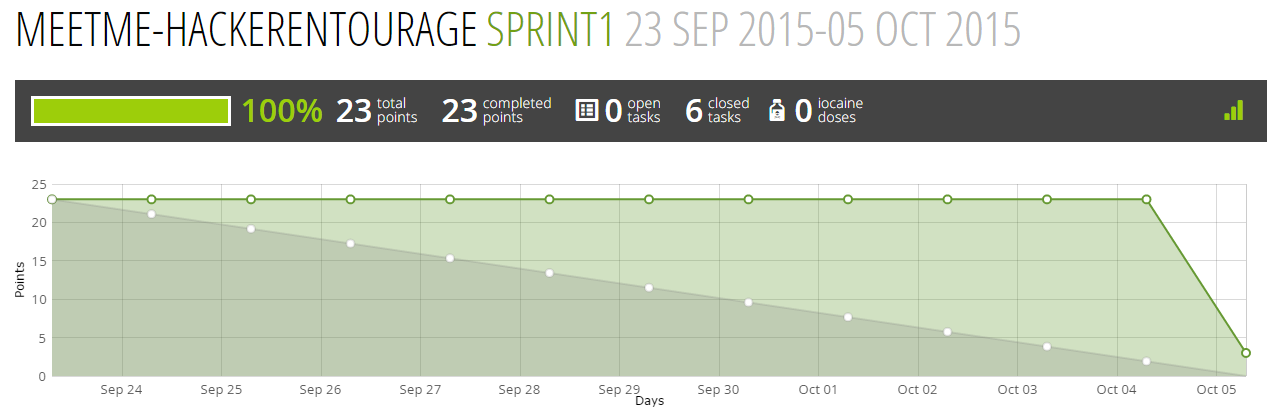 MEETME-HACKERENTOURAGE SPRINT1 23 SEP 2015-05 OCT 2015
100% 23 total points 23 completed points 0 open tasks 6 closed tasks 0 iocaine doses
25
20
15
10
5
0
Points
Sep 24 Sep 25 Sep 26 Sep 27 Sep 28 Sep 29 Sep 30 Oct 01 Oct 02 Oct 03 Oct 04 Oct 05
Days